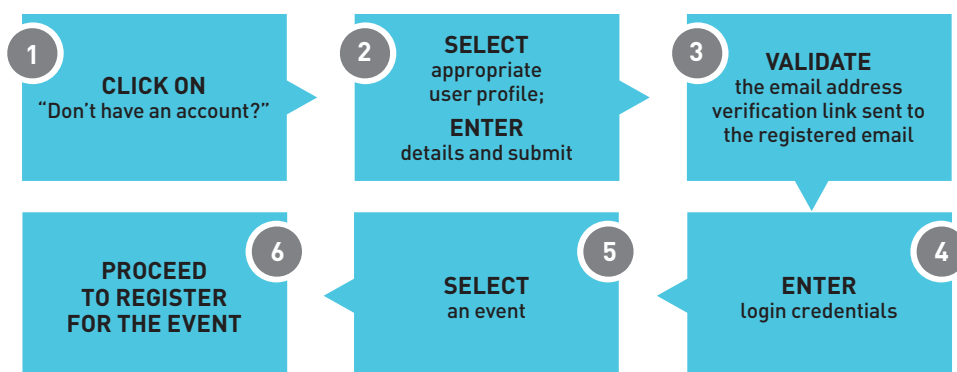 1
CLICK ON
“Don’t have an account?”
2
SELECT
appropriate
user profile;
ENTER
details and submit
3
VALIDATE
the email address
verification link sent to
the registered email
4
ENTER
login credentials
5
SELECT
an event
6
PROCEED
TO REGISTER
FOR THE EVENT